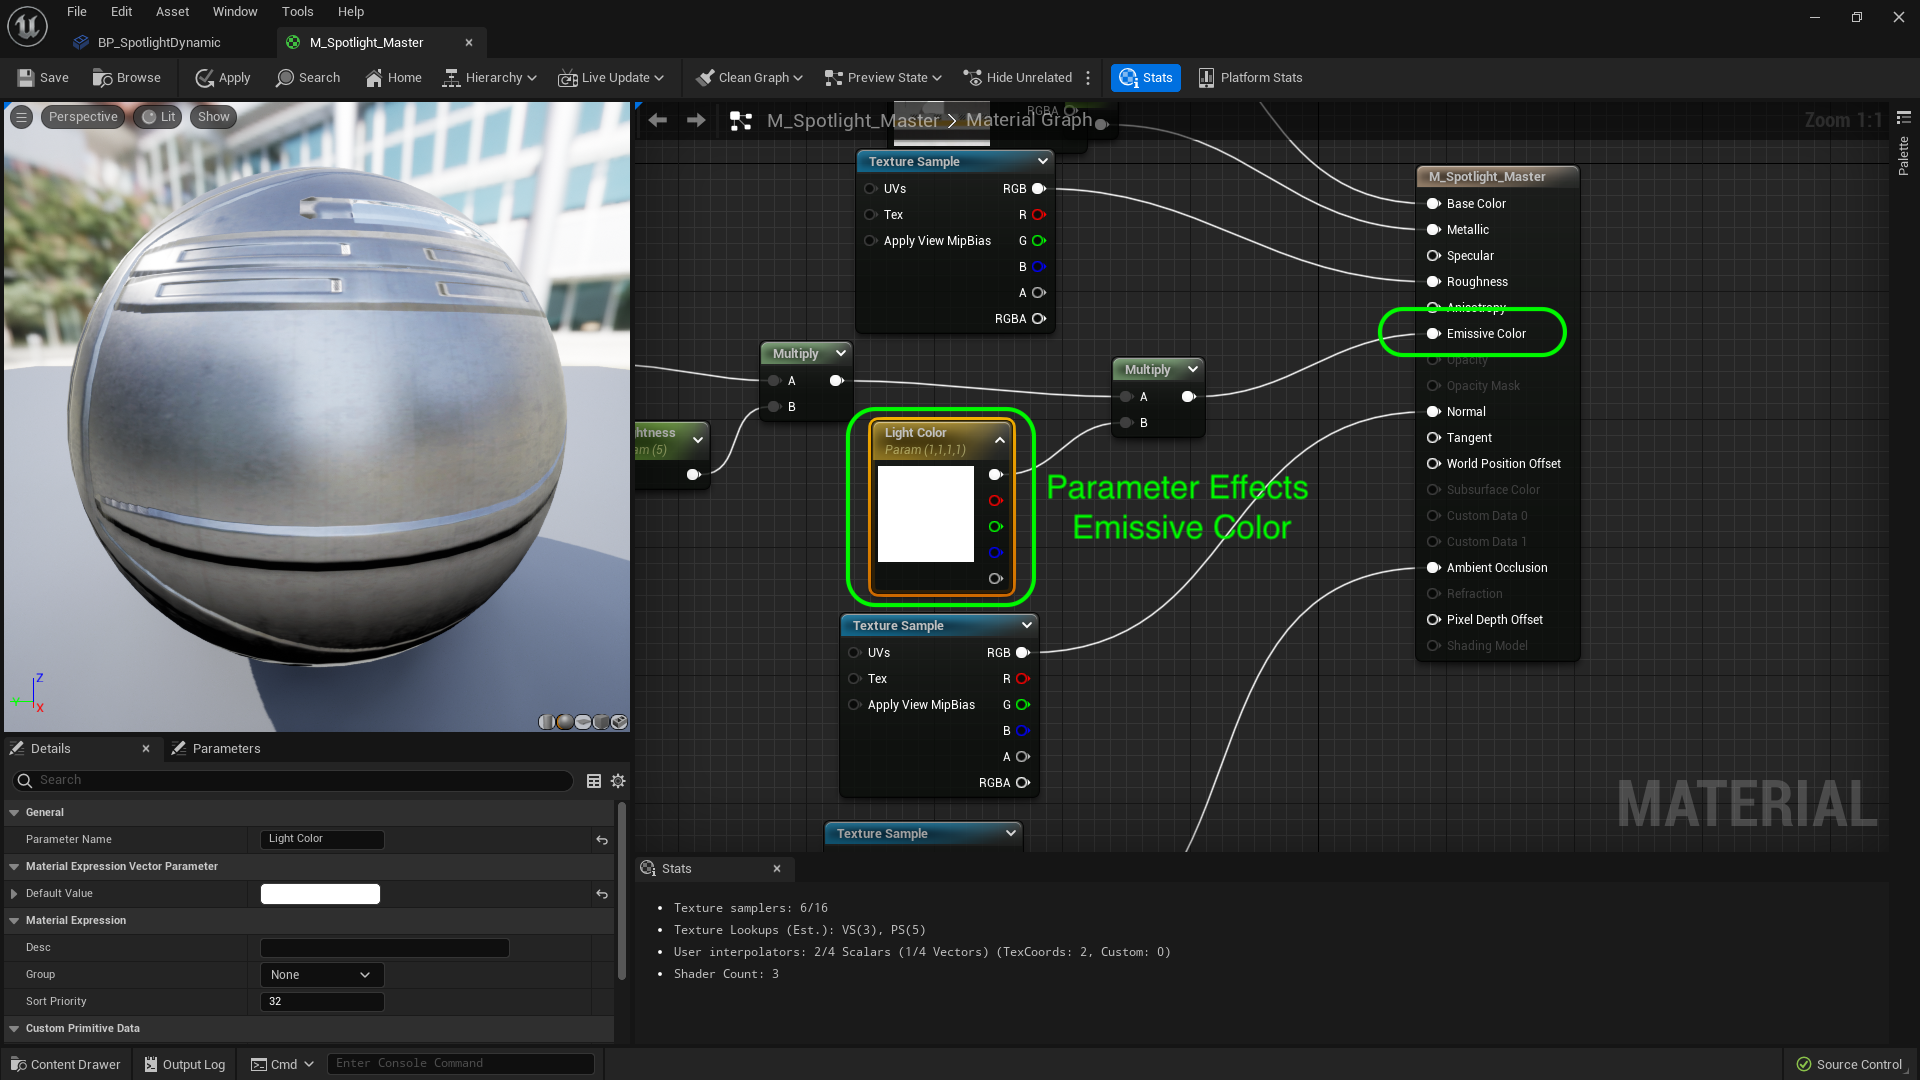 File Edit Asset Window Tools Help
BP_SpotlightDynamic
M_Spotlight_Master
Save Browse Apply Search Home Hierarchy Live Update Clean Graph Preview State Hide Unrelated Stats Platform Stats
Perspective Lit Show
M_Spotlight_Master > Material Graph
Zoom 1:1
Palette
RGBA
Texture Sample
UVs RGB
Tex R
Apply View MipBias G
B
A
RGBA
M_Spotlight_Master
Base Color
Metallic
Specular
Roughness
Anisotropy
Emissive Color
Opacity
Opacity Mask
Normal
Tangent
World Position Offset
Subsurface Color
Custom Data 0
Custom Data 1
Ambient Occlusion
Refraction
Pixel Depth Offset
Shading Model
Multiply
A
B
Multiply
A
B
htness
am (5)
Light Color
Param (1,1,1,1)
Parameter Effects
Emissive Color
Texture Sample
UVs RGB
Tex R
Apply View MipBias G
B
A
RGBA
Texture Sample
MATERIAL
Z
Y
X
Details Parameters
Search
General
Parameter Name Light Color
Material Expression Vector Parameter
Default Value
Material Expression
Desc
Group None
Sort Priority 32
Custom Primitive Data
Stats
• Texture samplers: 6/16
• Texture Lookups (Est.): VS(3), PS(5)
• User interpolators: 2/4 Scalars (1/4 Vectors) (TexCoords: 2, Custom: 0)
• Shader Count: 3
Content Drawer Output Log Cmd Enter Console Command Source Control